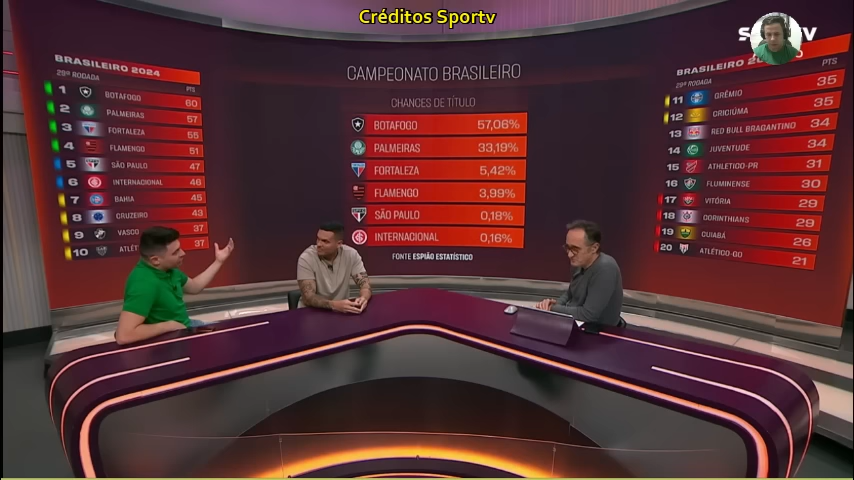 Créditos Sportv
BRASILEIRO 2024
29ª RODADA PTS
1 BOTAFOGO 60
2 PALMEIRAS 57
3 FORTALEZA 55
4 FLAMENGO 51
5 SÃO PAULO 47
6 INTERNACIONAL 46
7 BAHIA 45
8 CRUZEIRO 43
9 VASCO 37
10 ATLÉT 37
CAMPEONATO BRASILEIRO
CHANCES DE TÍTULO
BOTAFOGO 57,06%
PALMEIRAS 33,19%
FORTALEZA 5,42%
FLAMENGO 3,99%
SÃO PAULO 0,18%
INTERNACIONAL 0,16%
FONTE ESPIÃO ESTATÍSTICO
BRASILEIRO
29ª RODADA PTS
11 GRÊMIO 35
12 CRICIÚMA 35
13 RED BULL BRAGANTINO 34
14 JUVENTUDE 34
15 ATHLÉTICO-PR 31
16 FLUMINENSE 30
17 VITÓRIA 29
18 CORINTHIANS 29
19 CUIABÁ 26
20 ATLÉTICO-GO 21